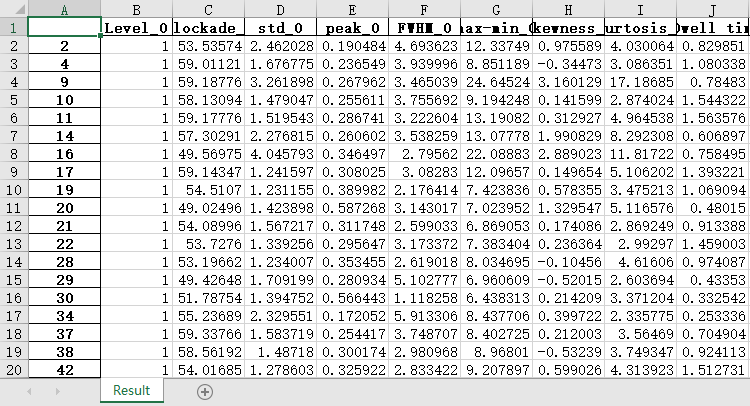 A B C D E F G H I J
1 Level_0 lockade_ std_0 peak_0 FWHM_0 ax-min_( kewness_ urtosis_ well ti
2 2 1 53.53574 2.462028 0.190484 4.693623 12.33749 0.975589 4.030064 0.829851
3 4 1 59.01121 1.676775 0.236549 3.939996 8.851189 -0.34473 3.086351 1.080338
4 9 1 59.18776 3.261898 0.267962 3.465039 24.64524 3.160129 17.18685 0.78483
5 10 1 58.13094 1.479047 0.255611 3.755692 9.194248 0.141599 2.874024 1.544322
6 11 1 59.17776 1.519543 0.286741 3.222604 13.19082 0.312927 4.964538 1.563576
7 14 1 57.30291 2.276815 0.260602 3.538259 13.07778 1.990829 8.292308 0.606897
8 16 1 49.56975 4.045793 0.346497 2.79562 22.08883 2.889023 11.81722 0.758495
9 17 1 59.14347 1.241597 0.308025 3.08283 12.09657 0.149654 5.106202 1.393221
10 19 1 54.5107 1.231155 0.389982 2.176414 7.423836 0.578355 3.475213 1.069094
11 20 1 49.02496 1.423898 0.587268 3.143017 7.023952 1.329547 5.116576 0.48015
12 21 1 54.08996 1.567217 0.311748 2.599033 6.869053 0.174086 2.869249 0.913388
13 22 1 53.7276 1.339256 0.295647 3.173372 7.383404 0.236364 2.99297 1.459003
14 28 1 53.19662 1.234007 0.353455 2.619018 8.034695 -0.10456 4.61606 0.974087
15 29 1 49.42648 1.709199 0.280934 5.102777 6.960609 -0.52015 2.603694 0.43353
16 30 1 51.78754 1.394752 0.566443 1.118258 6.438313 0.214209 3.371204 0.332542
17 34 1 55.23689 2.329551 0.172052 5.913306 8.437706 0.399722 2.335775 0.253336
18 37 1 59.33766 1.583719 0.254417 3.748707 8.402725 0.212003 3.56469 0.704904
19 38 1 58.56192 1.48718 0.300174 2.980968 8.96801 -0.53239 3.749347 0.924113
20 42 1 54.01685 1.278603 0.325922 2.833422 9.207897 0.599026 4.313923 1.512731
Result